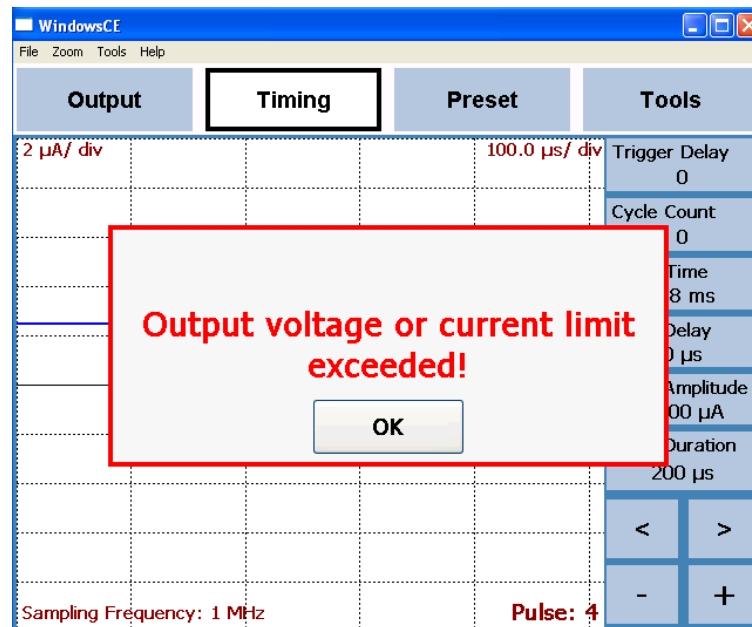 WindowsCE
File Zoom Tools Help
Output Timing Preset Tools
2 µA/ div 100.0 µs/ div
Trigger Delay
0
Cycle Count
0
Output voltage or current limit
exceeded!
OK
Time
8 ms
µs
Amplitude
µA
200 µs
< >
- +
Sampling Frequency: 1 MHz Pulse: 4